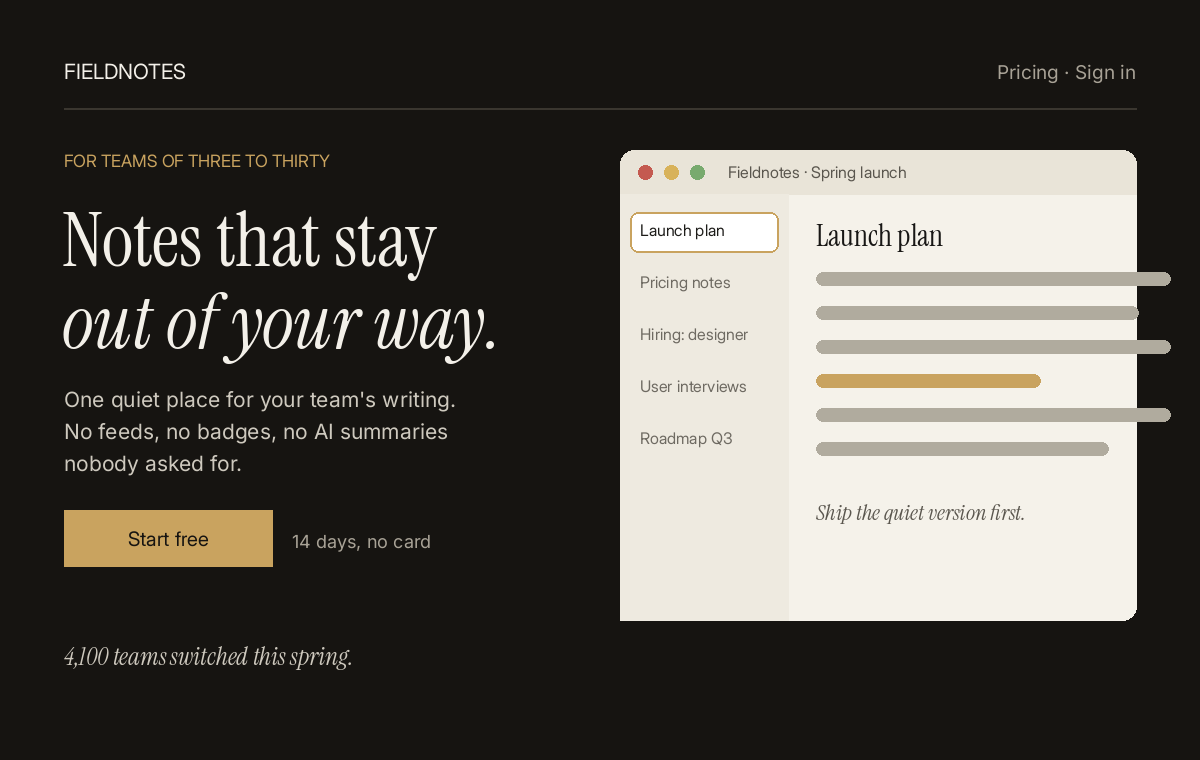 FIELDNOTES
Pricing · Sign in
FOR TEAMS OF THREE TO THIRTY
Notes that stay
out of your way.
One quiet place for your team's writing.
No feeds, no badges, no AI summaries
nobody asked for.
Start free
14 days, no card
4,100 teams switched this spring.
Fieldnotes · Spring launch
Launch plan
Pricing notes
Hiring: designer
User interviews
Roadmap Q3
Launch plan
Ship the quiet version first.